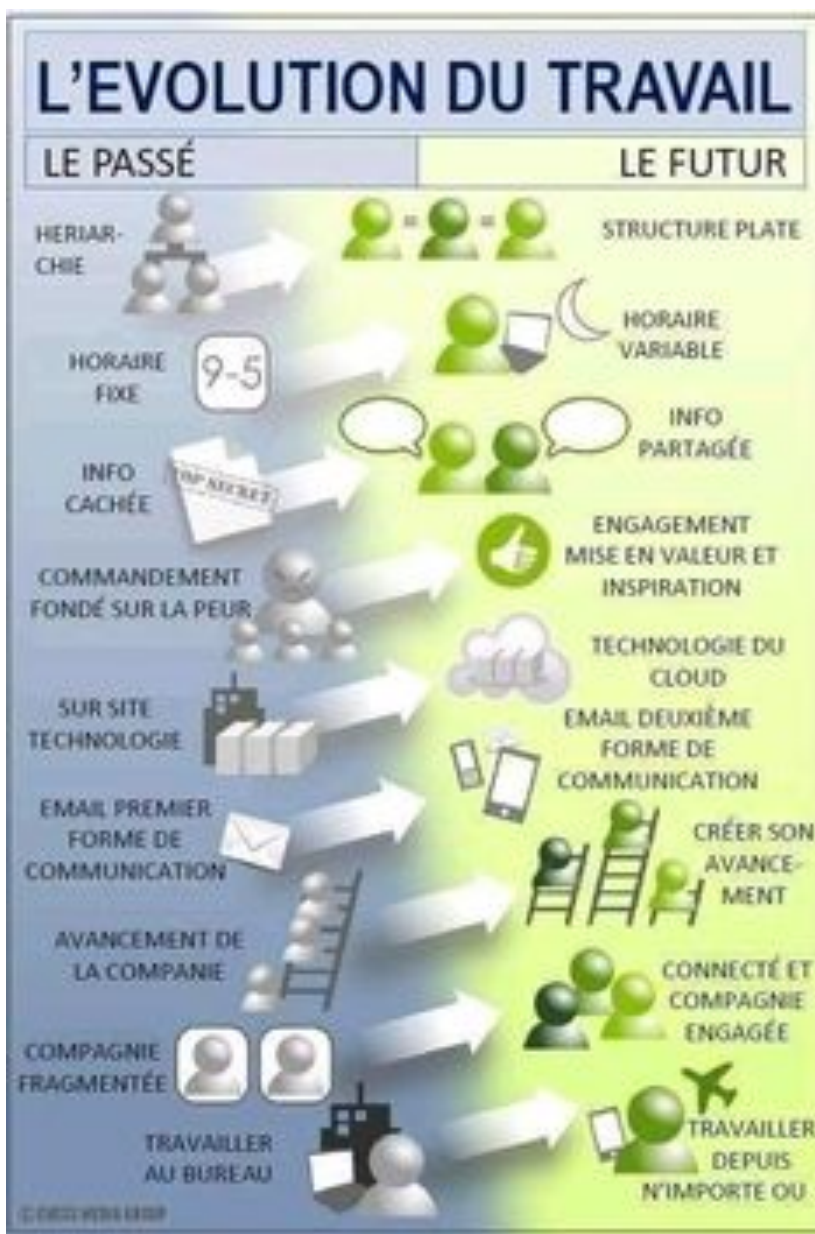 L'EVOLUTION DU TRAVAIL
LE PASSÉ
LE FUTUR
HERIAR-
CHIE
STRUCTURE PLATE
HORAIRE
FIXE
9-5
HORAIRE
VARIABLE
INFO
CACHÉE
TOP SECRET
INFO
PARTAGÉE
COMMANDEMENT
FONDÉ SUR LA PEUR
ENGAGEMENT
MISE EN VALEUR ET
INSPIRATION
SUR SITE
TECHNOLOGIE
TECHNOLOGIE DU
CLOUD
EMAIL PREMIER
FORME DE
COMMUNICATION
EMAIL DEUXIÈME
FORME DE
COMMUNICATION
AVANCEMENT DE
LA COMPANIE
CRÉER SON
AVANCE-
MENT
COMPAGNIE
FRAGMENTÉE
CONNECTÉ ET
COMPAGNIE
ENGAGÉE
TRAVAILLER
AU BUREAU
TRAVAILLER
DEPUIS
N'IMPORTE OU